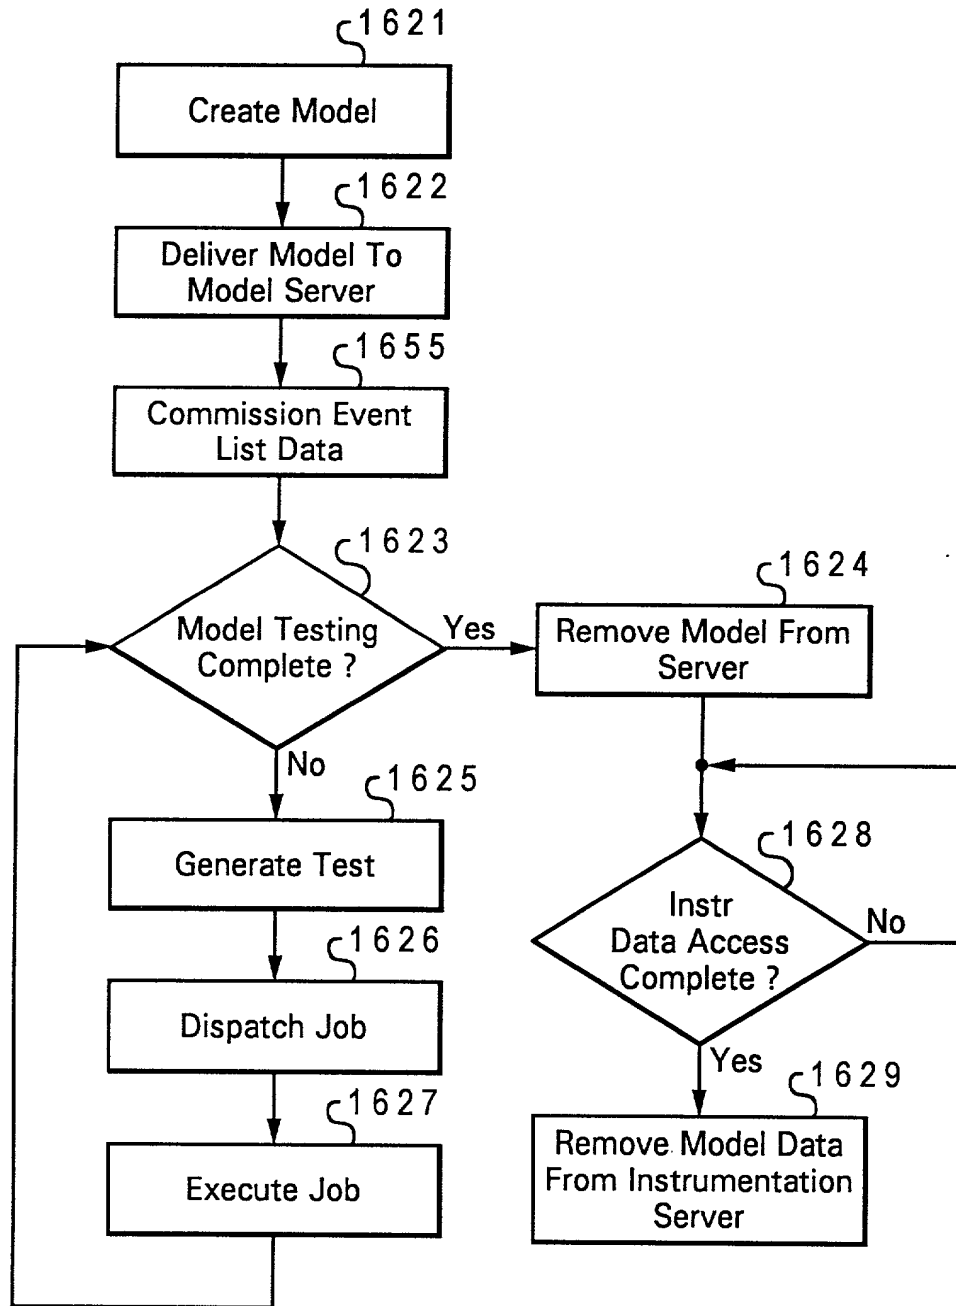 1621
Create Model
1622
Deliver Model To
Model Server
1655
Commission Event
List Data
1623
Model Testing
Complete ?
Yes
No
1624
Remove Model From
Server
1625
Generate Test
1626
Dispatch Job
1627
Execute Job
1628
Instr
Data Access
Complete ?
No
Yes
1629
Remove Model Data
From Instrumentation
Server